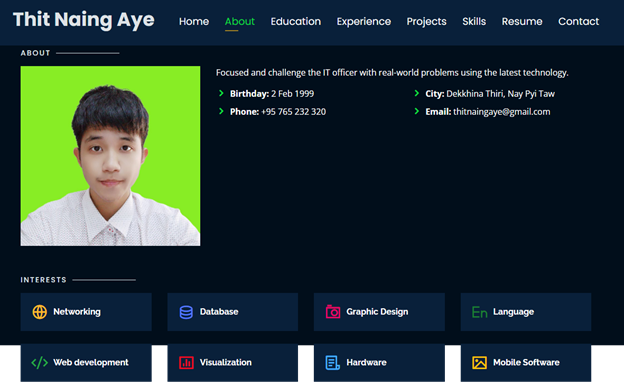 Thit Naing Aye Home About Education Experience Projects Skills Resume Contact
ABOUT
Focused and challenge the IT officer with real-world problems using the latest technology.
Birthday: 2 Feb 1999 City: Dekkhina Thiri, Nay Pyi Taw
Phone: +95 765 232 320 Email: thitnaingaye@gmail.com
INTERESTS
Networking Database Graphic Design En Language
Web development Visualization Hardware Mobile Software